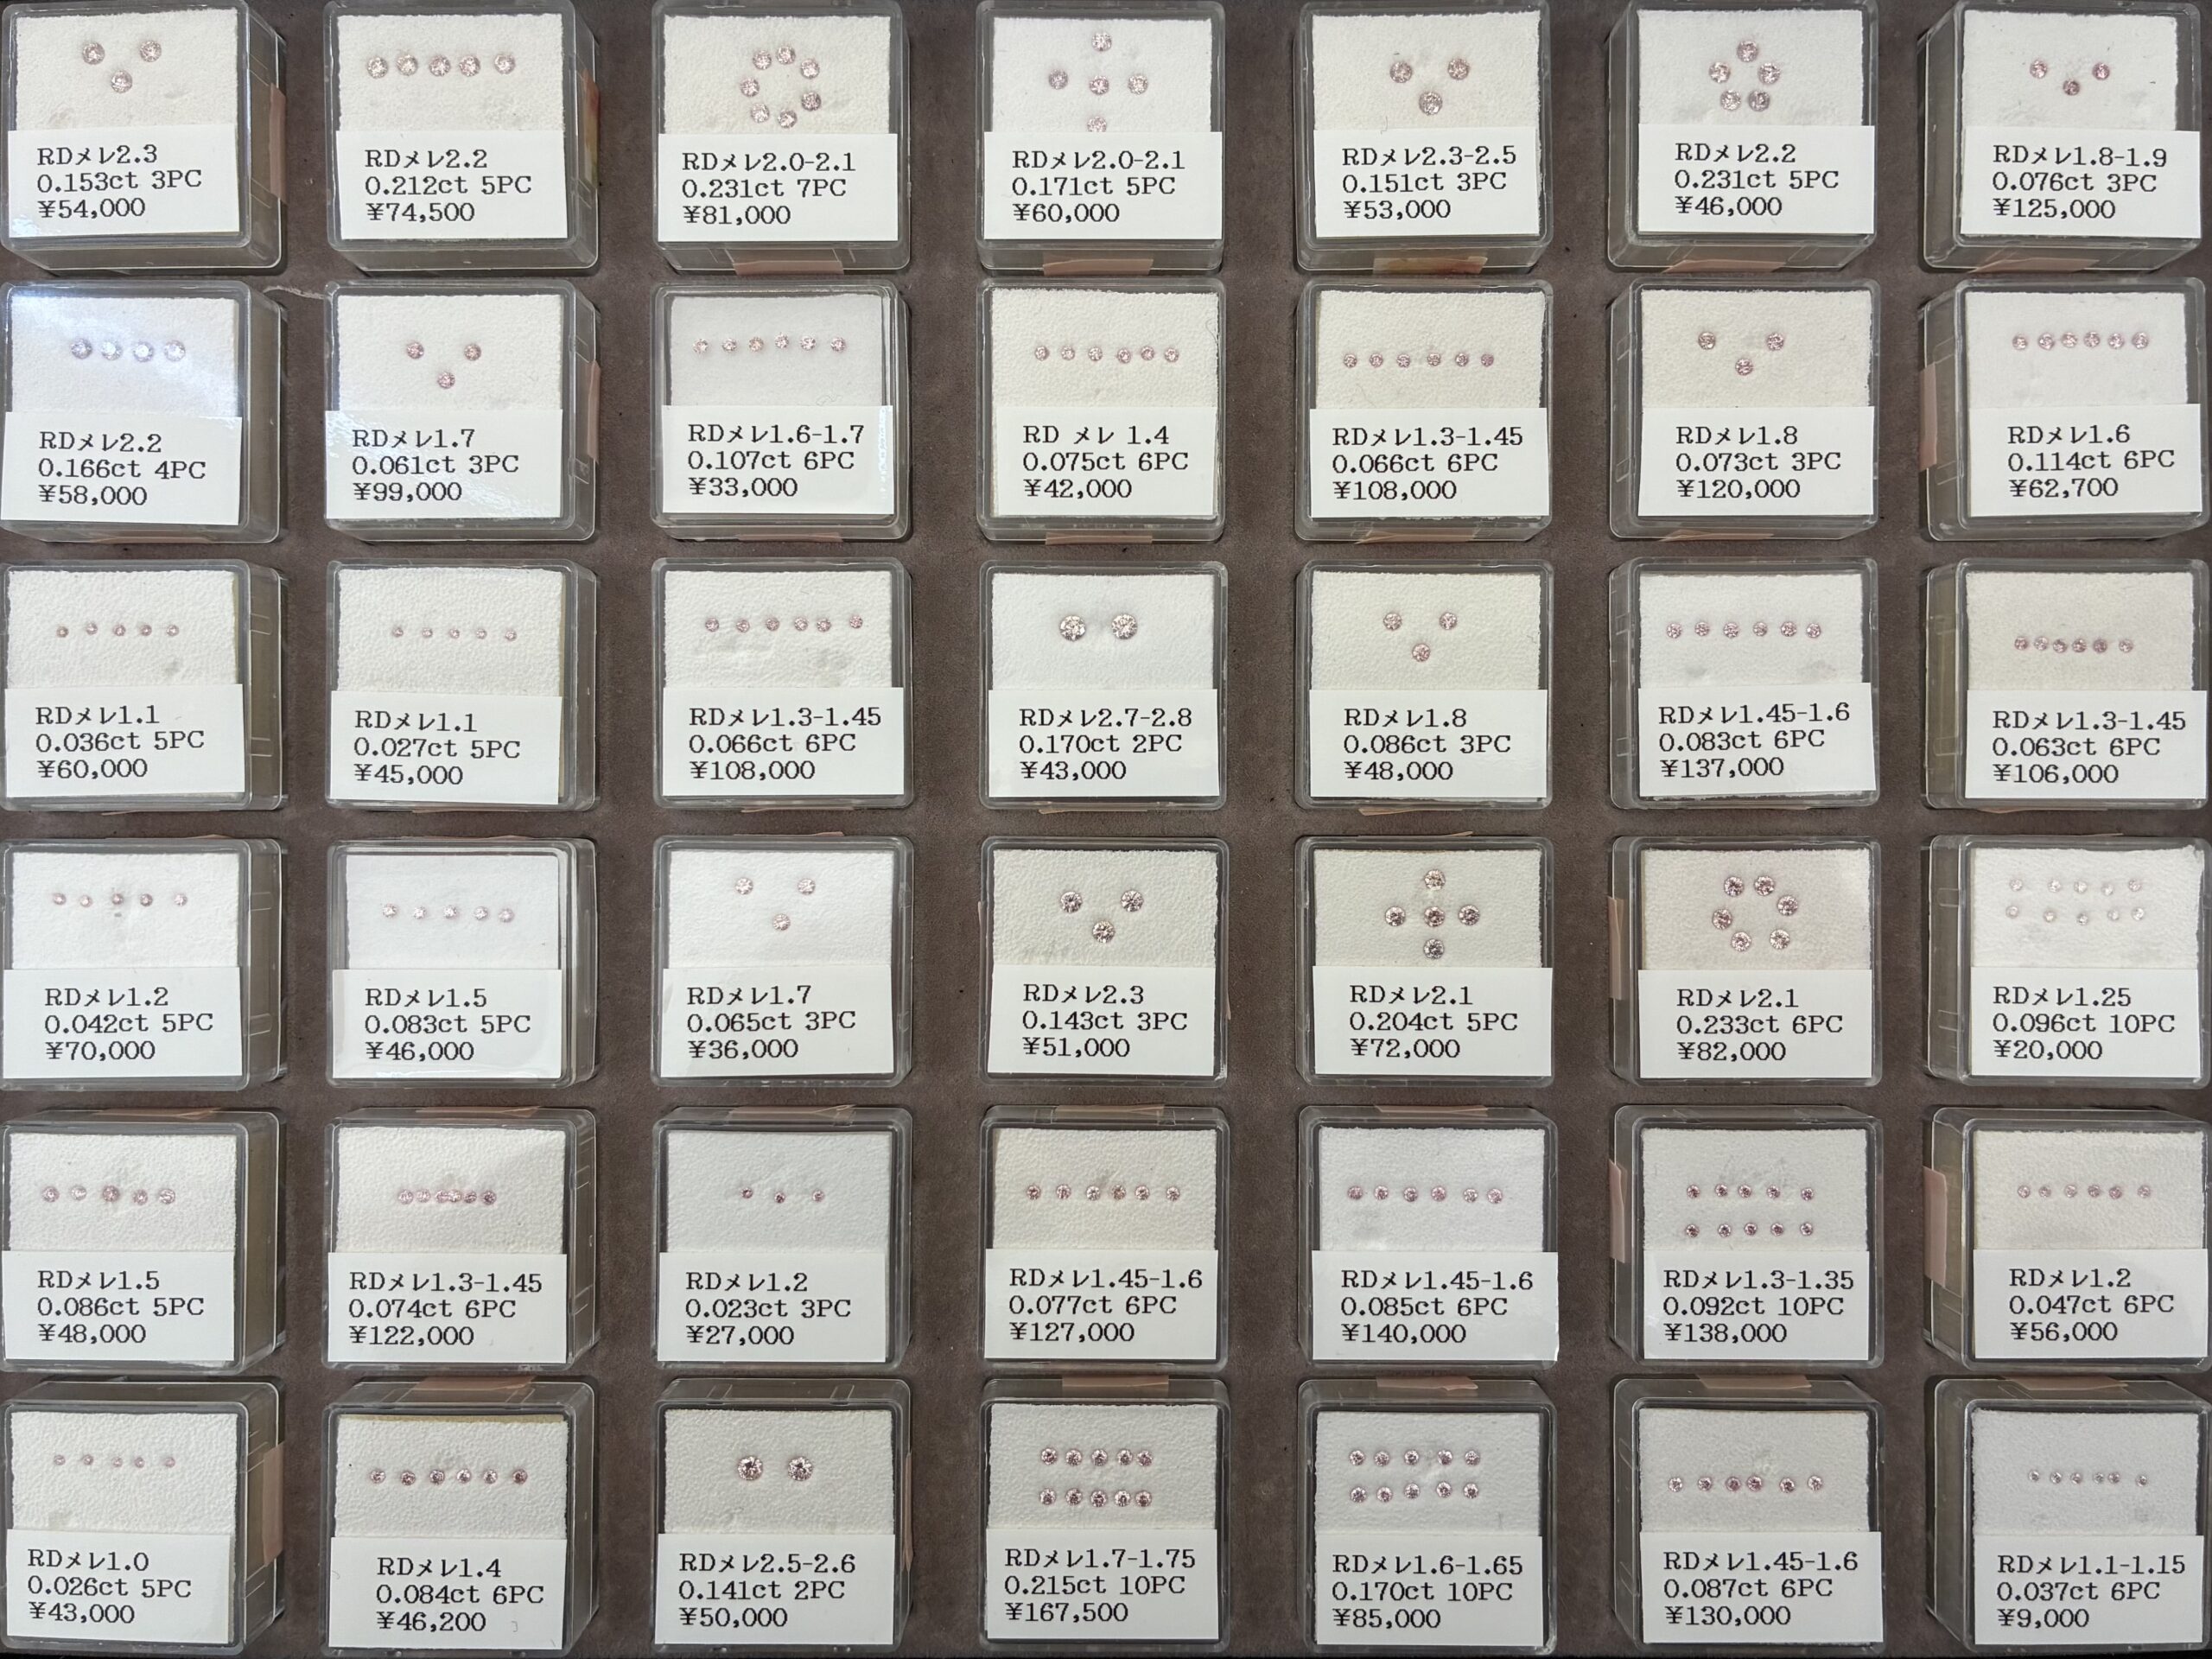 RDメレ2.3
0.153ct 3PC
¥54,000
RDメレ2.2
0.212ct 5PC
¥74,500
RDメレ2.0-2.1
0.231ct 7PC
¥81,000
RDメレ2.0-2.1
0.171ct 5PC
¥60,000
RDメレ2.3-2.5
0.151ct 3PC
¥53,000
RDメレ2.2
0.231ct 5PC
¥46,000
RDメレ1.8-1.9
0.076ct 3PC
¥125,000
RDメレ2.2
0.166ct 4PC
¥58,000
RDメレ1.7
0.061ct 3PC
¥99,000
RDメレ1.6-1.7
0.107ct 6PC
¥33,000
RD メレ 1.4
0.075ct 6PC
¥42,000
RDメレ1.3-1.45
0.066ct 6PC
¥108,000
RDメレ1.8
0.073ct 3PC
¥120,000
RDメレ1.6
0.114ct 6PC
¥62,700
RDメレ1.1
0.036ct 5PC
¥60,000
RDメレ1.1
0.027ct 5PC
¥45,000
RDメレ1.3-1.45
0.066ct 6PC
¥108,000
RDメレ2.7-2.8
0.170ct 2PC
¥43,000
RDメレ1.8
0.086ct 3PC
¥48,000
RDメレ1.45-1.6
0.083ct 6PC
¥137,000
RDメレ1.3-1.45
0.063ct 6PC
¥106,000
RDメレ1.2
0.042ct 5PC
¥70,000
RDメレ1.5
0.083ct 5PC
¥46,000
RDメレ1.7
0.065ct 3PC
¥36,000
RDメレ2.3
0.143ct 3PC
¥51,000
RDメレ2.1
0.204ct 5PC
¥72,000
RDメレ2.1
0.233ct 6PC
¥82,000
RDメレ1.25
0.096ct 10PC
¥20,000
RDメレ1.5
0.086ct 5PC
¥48,000
RDメレ1.3-1.45
0.074ct 6PC
¥122,000
RDメレ1.2
0.023ct 3PC
¥27,000
RDメレ1.45-1.6
0.077ct 6PC
¥127,000
RDメレ1.45-1.6
0.085ct 6PC
¥140,000
RDメレ1.3-1.35
0.092ct 10PC
¥138,000
RDメレ1.2
0.047ct 6PC
¥56,000
RDメレ1.0
0.026ct 5PC
¥43,000
RDメレ1.4
0.084ct 6PC
¥46,200
RDメレ2.5-2.6
0.141ct 2PC
¥50,000
RDメレ1.7-1.75
0.215ct 10PC
¥167,500
RDメレ1.6-1.65
0.170ct 10PC
¥85,000
RDメレ1.45-1.6
0.087ct 6PC
¥130,000
RDメレ1.1-1.15
0.037ct 6PC
¥9,000